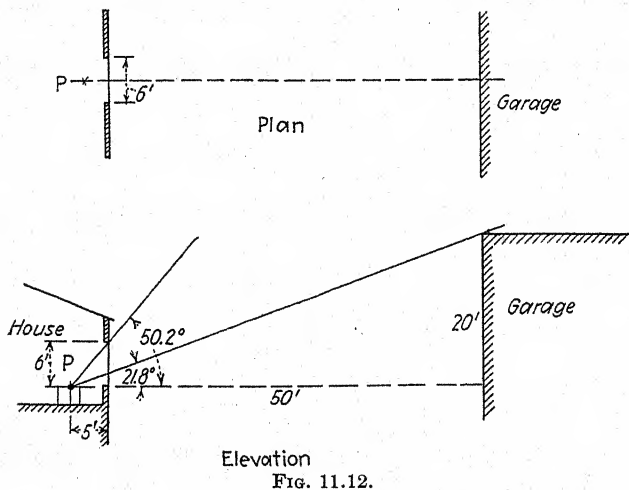 P
6'
Garage
Plan
House
50.2°
20'
Garage
6'
P
21.8°
50'
5'
Elevation
FIG. 11.12.